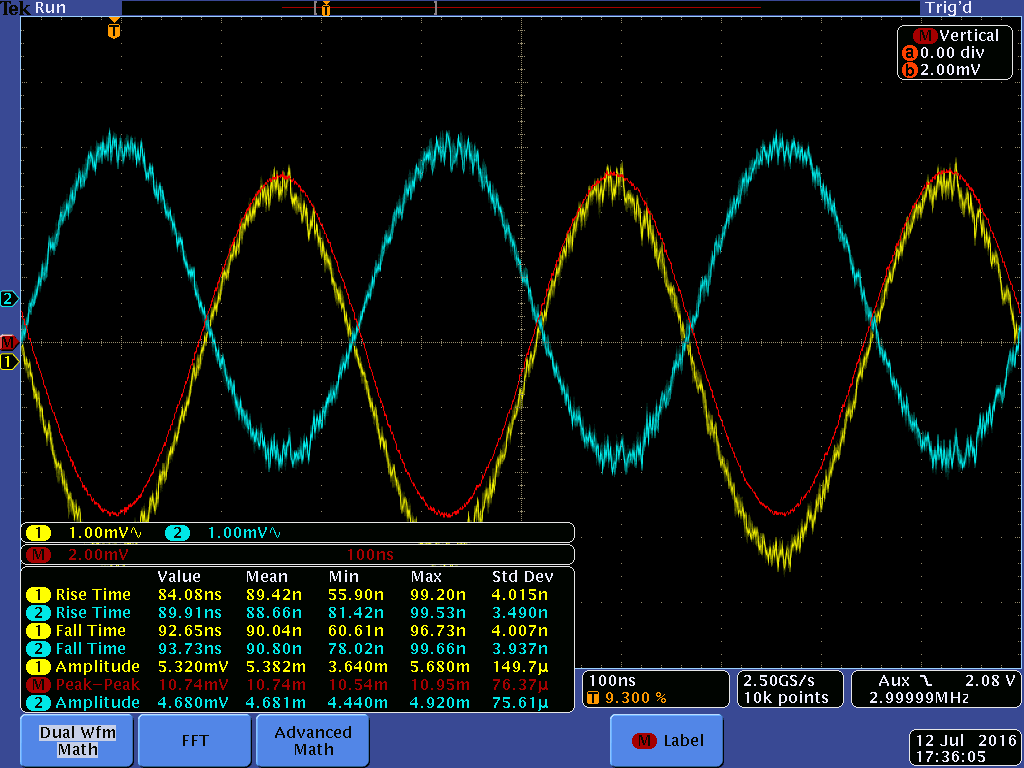 Tek Run Trig'd
T
T
M Vertical
a 0.00 div
b 2.00mV
2
M
1
1 1.00mV∿ 2 1.00mV∿
M 2.00mV 100ns
Value Mean Min Max Std Dev
1 Rise Time 84.08ns 89.42n 55.90n 99.20n 4.015n
2 Rise Time 89.91ns 88.66n 81.42n 99.53n 3.490n
1 Fall Time 92.65ns 90.04n 60.61n 96.73n 4.007n
2 Fall Time 93.73ns 90.80n 78.02n 99.66n 3.937n
1 Amplitude 5.320mV 5.382m 3.640m 5.680m 149.7µ
M Peak-Peak 10.74mV 10.74m 10.54m 10.95m 76.37µ
2 Amplitude 4.680mV 4.681m 4.440m 4.920m 75.61µ
100ns
T 9.300 %
2.50GS/s
10k points
Aux 2.08 V
2.99999MHz
Dual Wfm
Math
FFT
Advanced
Math
M Label
12 Jul 2016
17:36:05